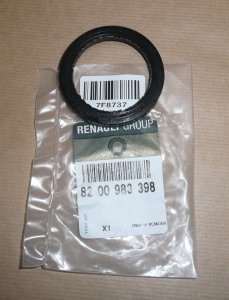 7F8737
RENAULT GROUP
82 00 983 398
X1